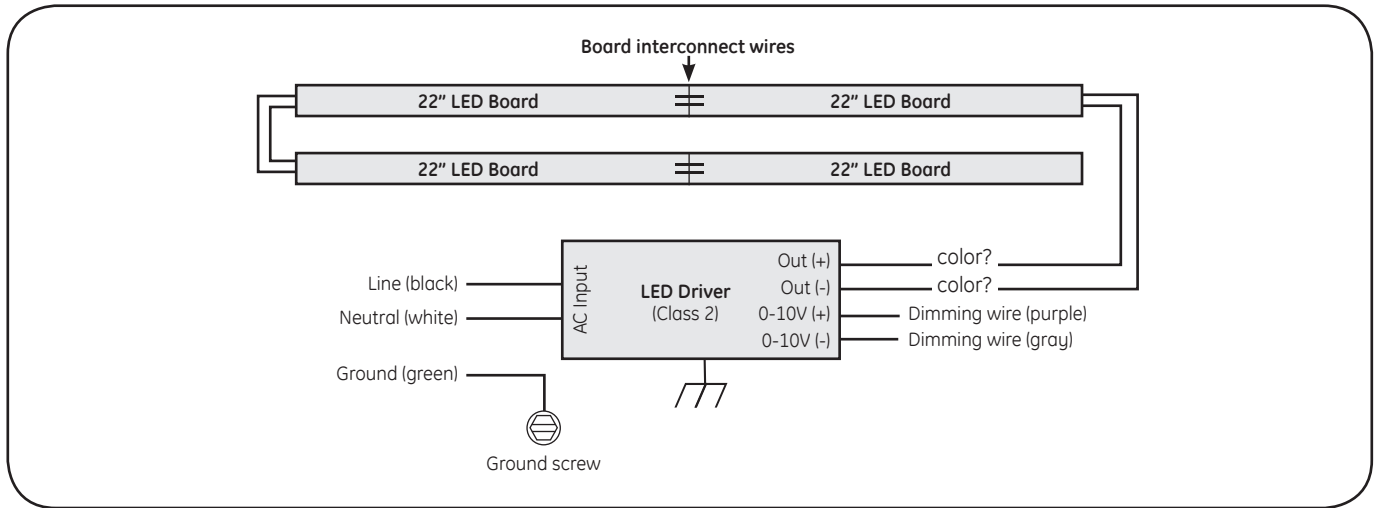 Board interconnect wires
22" LED Board
22" LED Board
22" LED Board
22" LED Board
Line (black)
Neutral (white)
Ground (green)
Ground screw
AC Input
LED Driver
(Class 2)
Out (+)
Out (-)
0-10V (+)
0-10V (-)
color?
color?
Dimming wire (purple)
Dimming wire (gray)